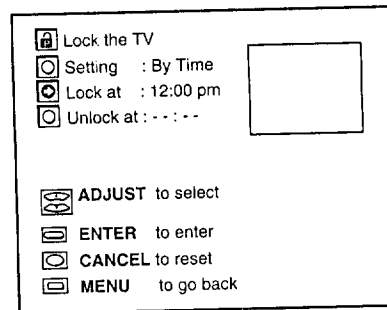 Lock the TV
Setting : By Time
Lock at : 12:00 pm
Unlock at : - - : - -
ADJUST to select
ENTER to enter
CANCEL to reset
MENU to go back